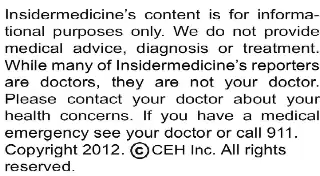 Insidermedicine's content is for informa-
tional purposes only. We do not provide
medical advice, diagnosis or treatment.
While many of Insidermedicine's reporters
are doctors, they are not your doctor.
Please contact your doctor about your
health concerns. If you have a medical
emergency see your doctor or call 911.
Copyright 2012. ©CEH Inc. All rights
reserved.